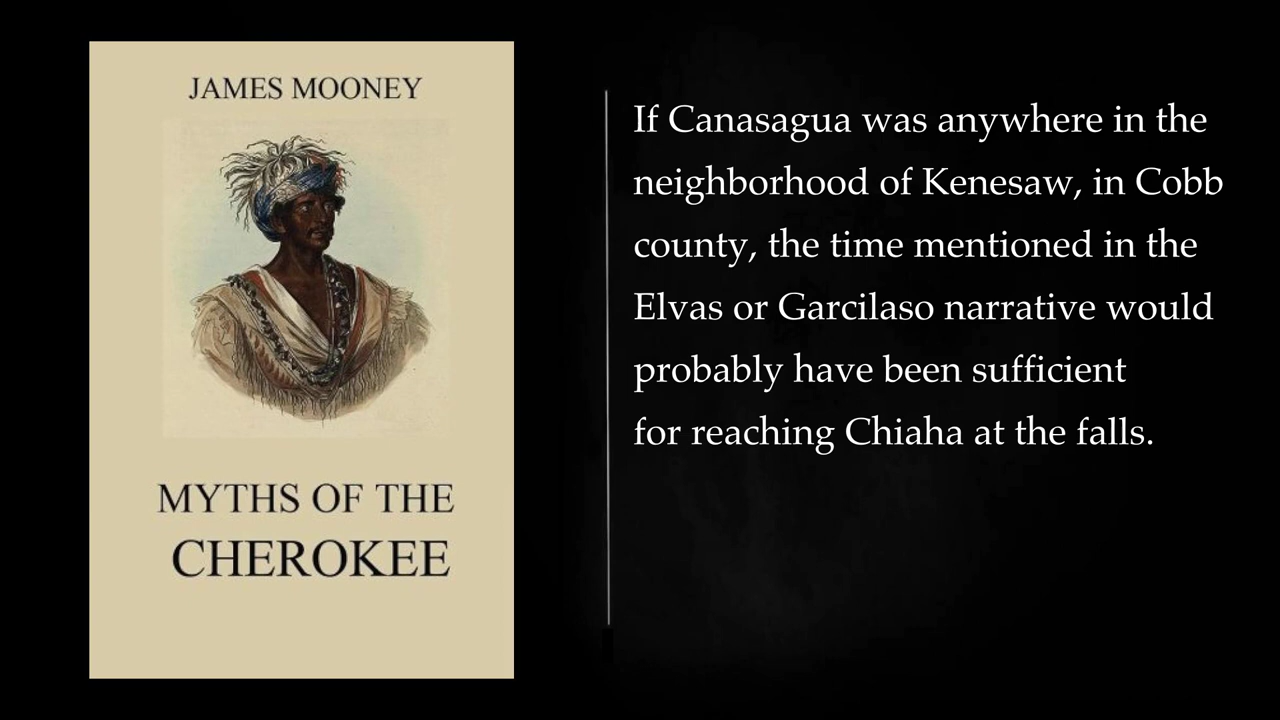 JAMES MOONEY
MYTHS OF THE
CHEROKEE
If Canasagua was anywhere in the
neighborhood of Kenesaw, in Cobb
county, the time mentioned in the
Elvas or Garcilaso narrative would
probably have been sufficient
for reaching Chiaha at the falls.